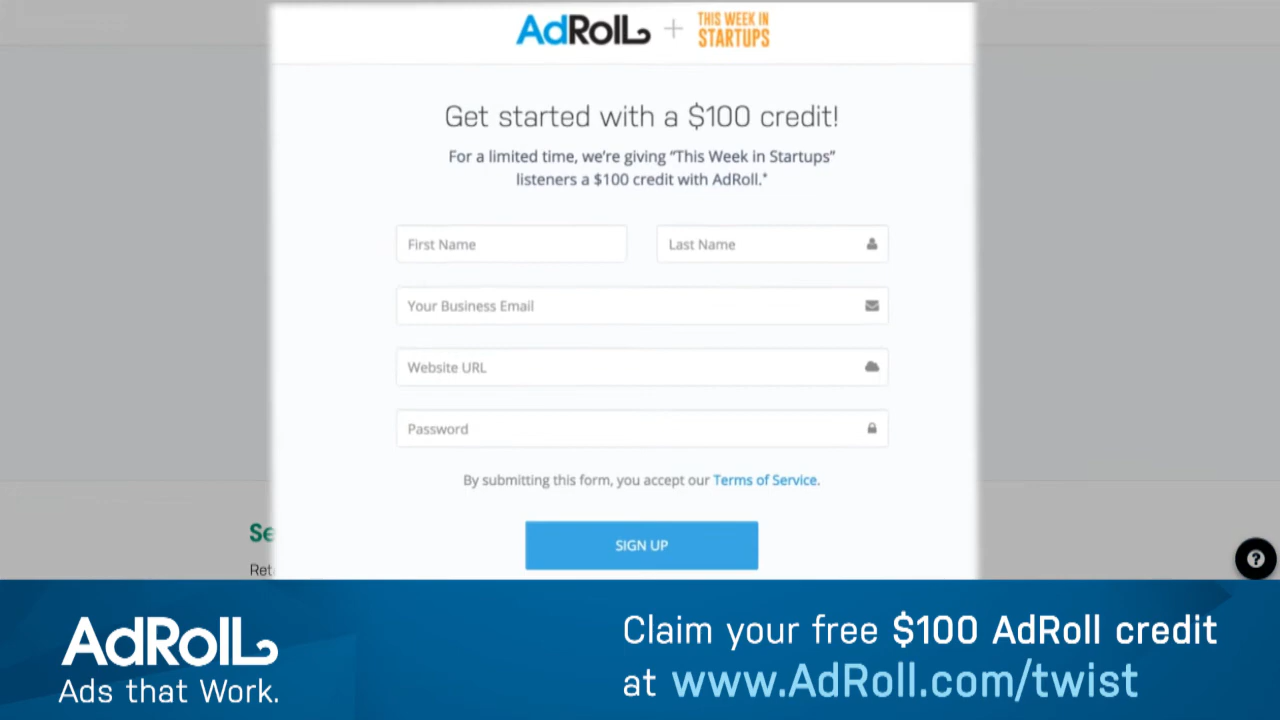 AdRoll + THIS WEEK IN
STARTUPS
Get started with a $100 credit!
For a limited time, we're giving "This Week in Startups"
listeners a $100 credit with AdRoll.*
First Name
Last Name
Your Business Email
Website URL
Password
By submitting this form, you accept our Terms of Service.
SIGN UP
Se
Ret
?
AdRoll
Ads that Work.
Claim your free $100 AdRoll credit
at www.AdRoll.com/twist